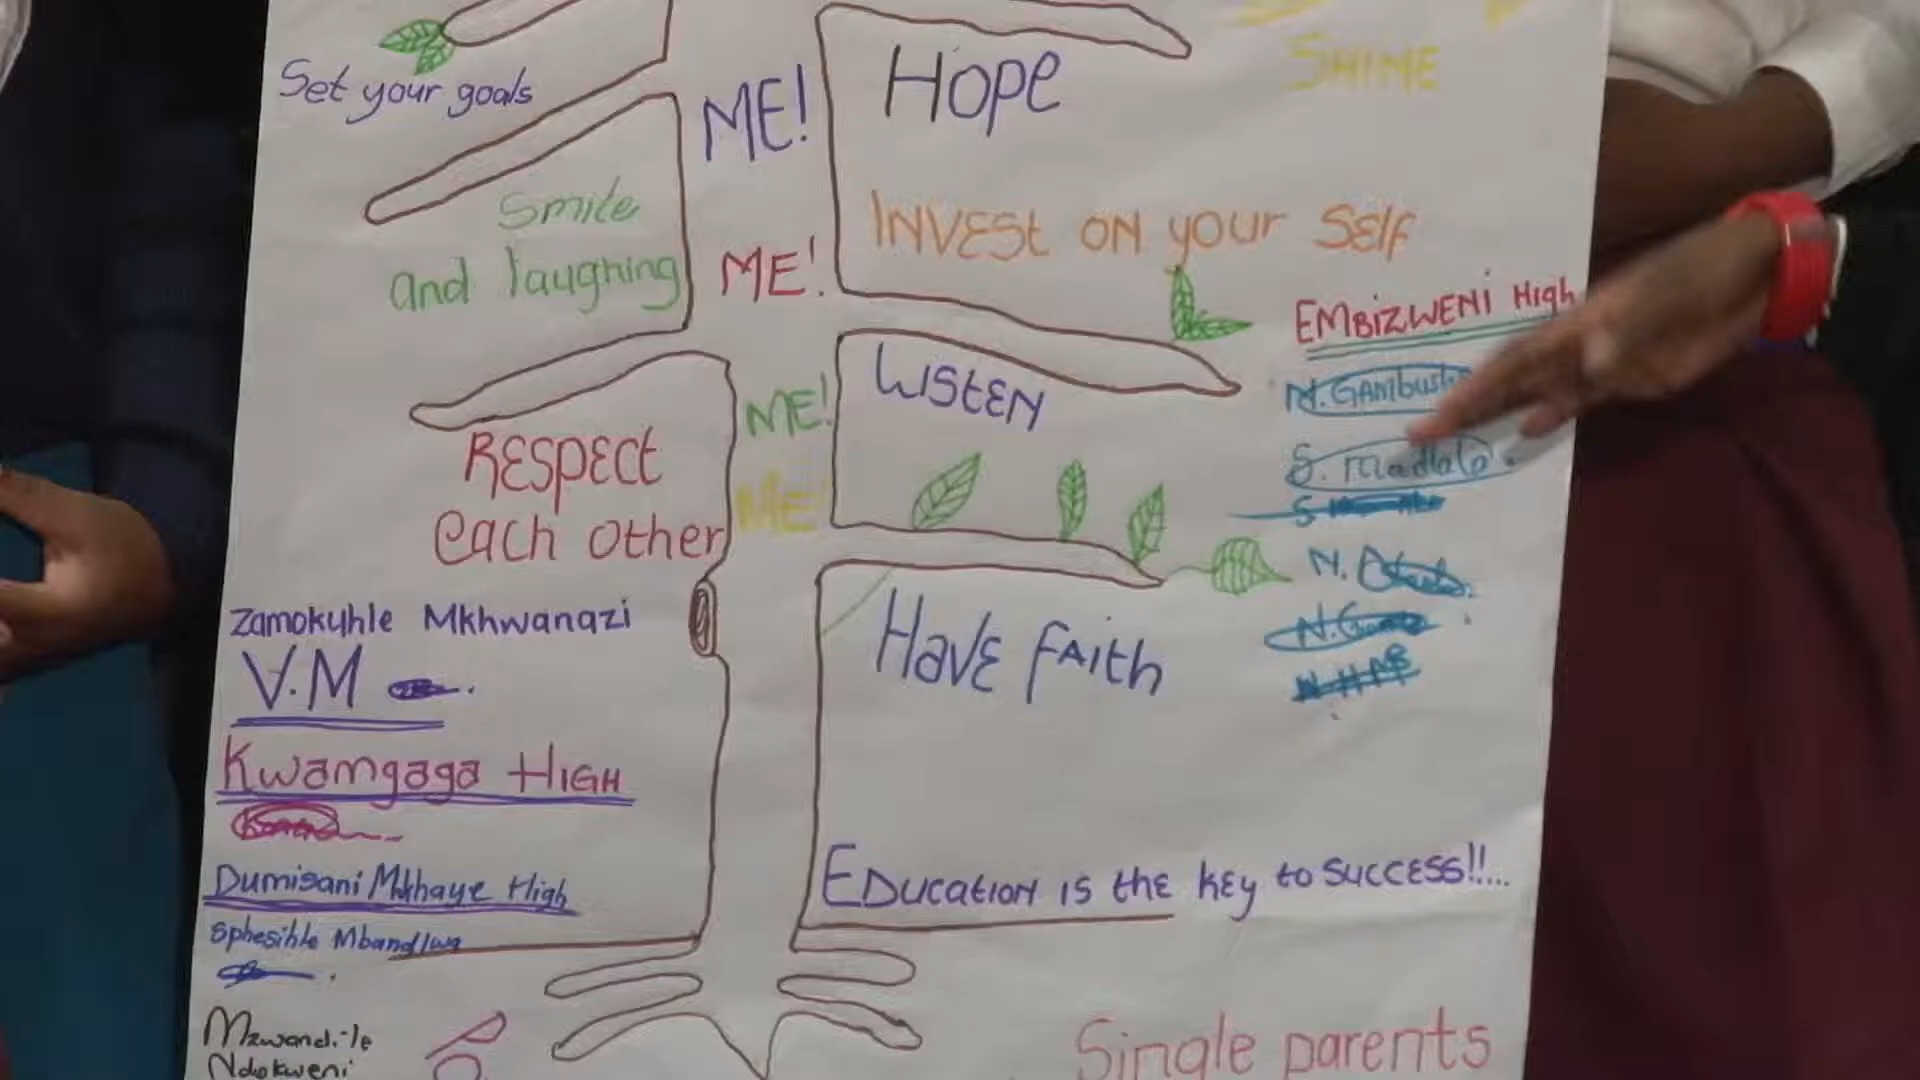 Set your goals
Smile
and laughing
RESPECt
Each other
ZamokuhlE Mkhwanazi
V.M
Kwamgaga HIGH
Dumisani Makhaye High
Sphesihle Mbandlwa
Mzwandile
Ndokweni
ME!
ME!
ME!
ME!
HOPE
SHINE
INVESt ON your SElf
LISTEN
HavE FAith
EDUcatiON is thE KEy to SUCCESS!!...
EMBIZWENI High
S. Madlala.
Single parents